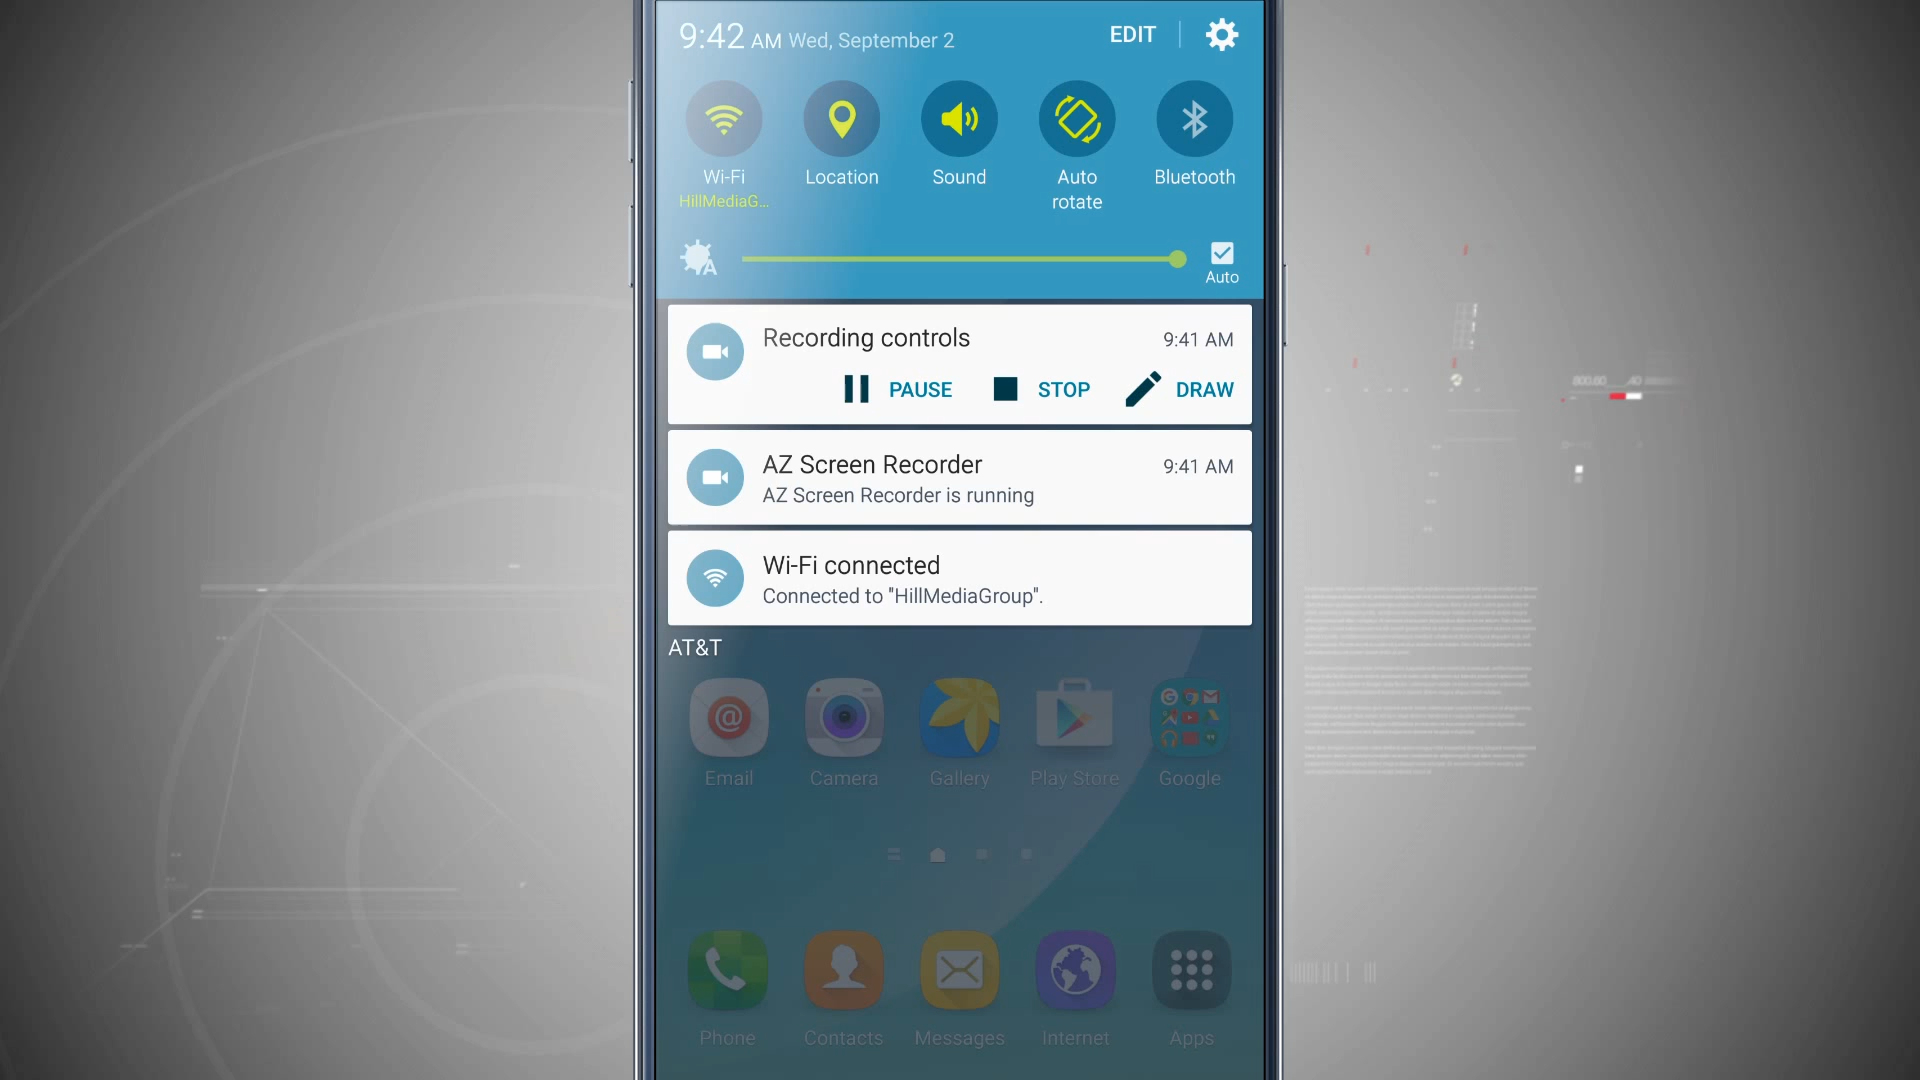 9:42 AM Wed, September 2
EDIT
Wi-Fi
HillMediaG...
Location
Sound
Auto
rotate
Bluetooth
A
Auto
Recording controls
9:41 AM
PAUSE
STOP
DRAW
AZ Screen Recorder
9:41 AM
AZ Screen Recorder is running
Wi-Fi connected
Connected to "HillMediaGroup".
AT&T
Email
Camera
Gallery
Play Store
Google
Phone
Contacts
Messages
Internet
Apps